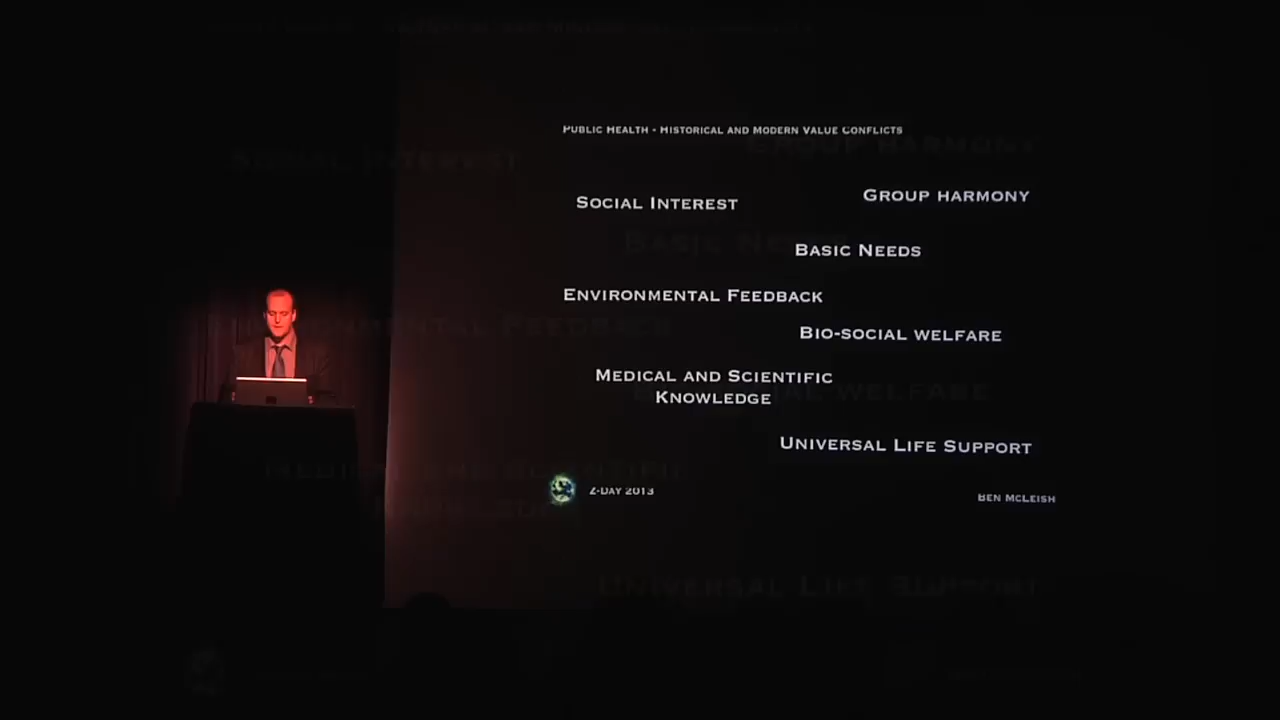 Public Health - Historical and Modern Value Conflicts
Social Interest
Group harmony
Basic Needs
Environmental Feedback
Bio-social welfare
Medical and Scientific
Knowledge
Universal Life Support
Z-Day 2013
Ben McLeish